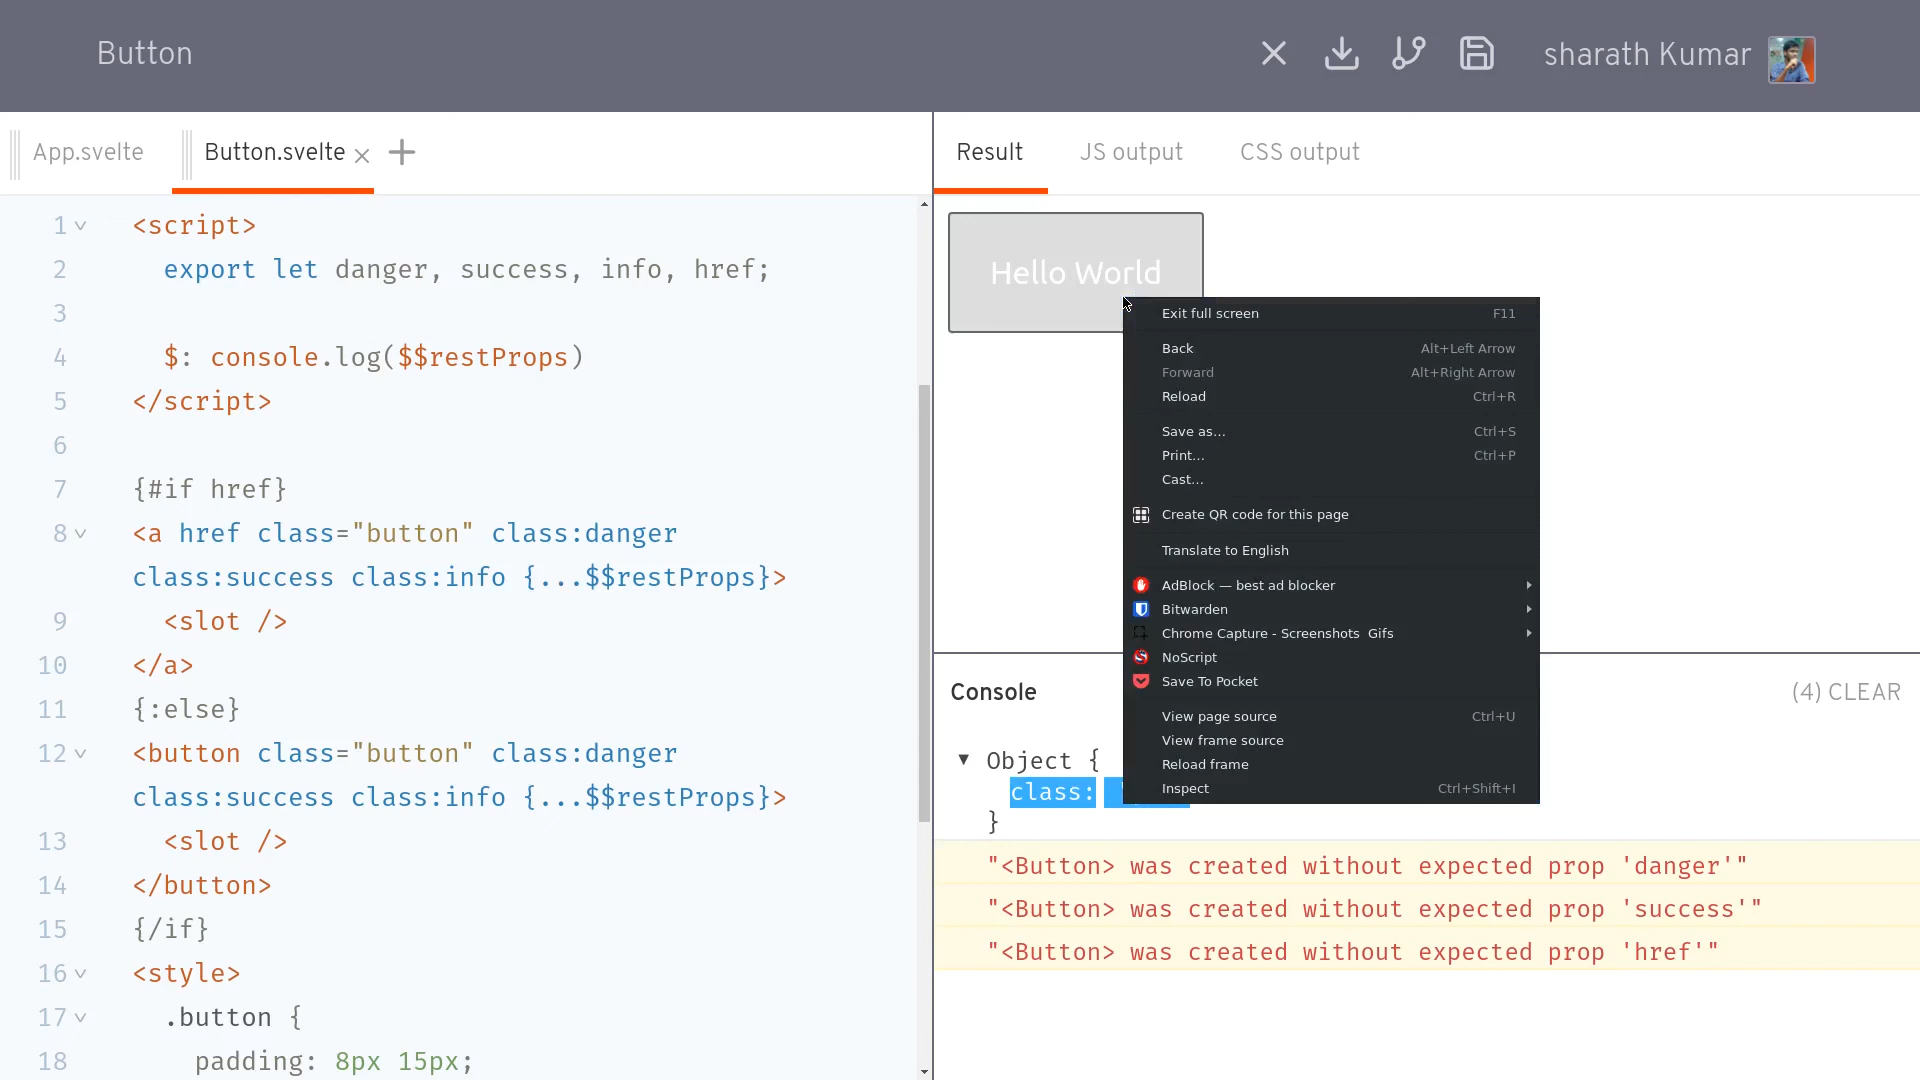 Button
sharath Kumar
App.svelte
Button.svelte
Result
JS output
CSS output
1 <script>
2 export let danger, success, info, href;
3
4 $: console.log($$restProps)
5 </script>
6
7 {#if href}
8 <a href class="button" class:danger
class:success class:info {...$$restProps}>
9 <slot />
10 </a>
11 {:else}
12 <button class="button" class:danger
class:success class:info {...$$restProps}>
13 <slot />
14 </button>
15 {/if}
16 <style>
17 .button {
18 padding: 8px 15px;
Hello World
Exit full screen F11
Back Alt+Left Arrow
Forward Alt+Right Arrow
Reload Ctrl+R
Save as... Ctrl+S
Print... Ctrl+P
Cast...
Create QR code for this page
Translate to English
AdBlock — best ad blocker
Bitwarden
Chrome Capture - Screenshots Gifs
NoScript
Save To Pocket
View page source Ctrl+U
View frame source
Reload frame
Inspect Ctrl+Shift+I
Console
(4) CLEAR
Object {
class:
}
"<Button> was created without expected prop 'danger'"
"<Button> was created without expected prop 'success'"
"<Button> was created without expected prop 'href'"